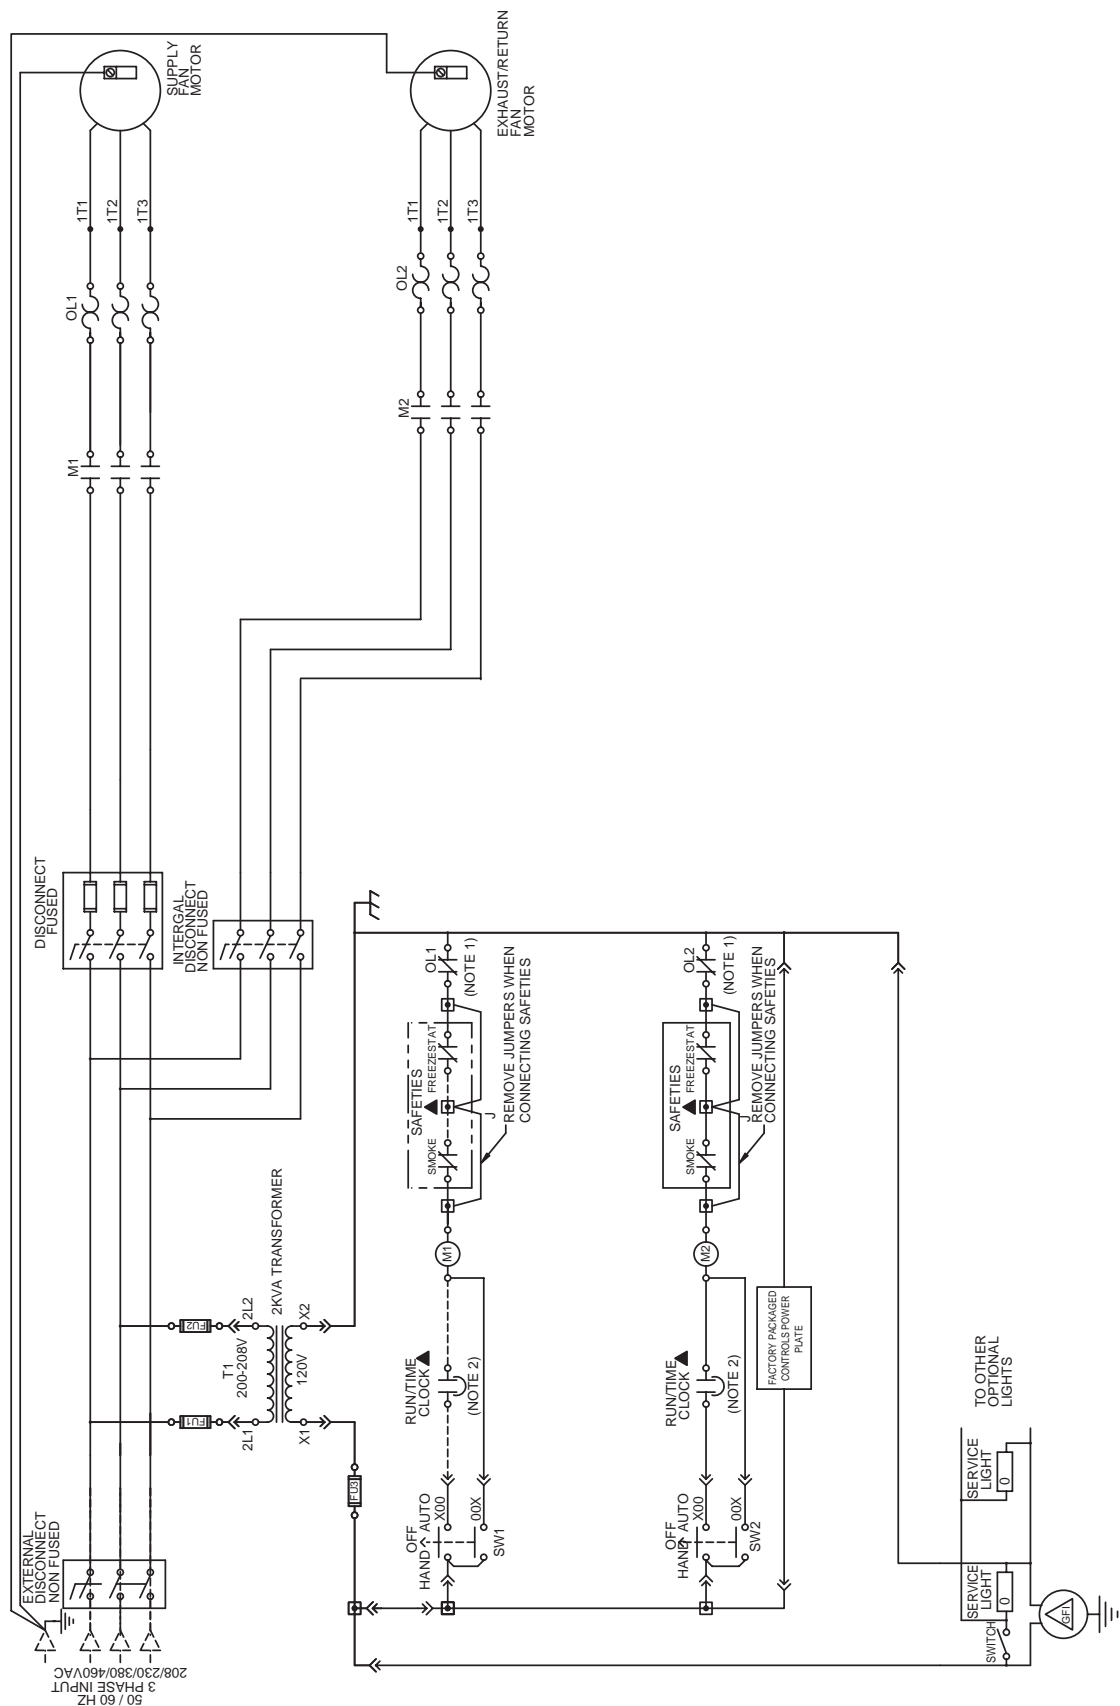 50 / 60 HZ
3 PHASE INPUT
208/230/380/460VAC
EXTERNAL
DISCONNECT
NON FUSED
FU1
FU2
2L1
2L2
T1
200-208V
2KVA TRANSFORMER
120V
X1
X2
FU3
DISCONNECT
FUSED
INTERGAL
DISCONNECT
NON FUSED
M1
OL1
1T1
1T2
1T3
SUPPLY
FAN
MOTOR
M2
OL2
1T1
1T2
1T3
EXHAUST/RETURN
FAN
MOTOR
OFF
HAND
AUTO
X00
00X
SW1
RUN/TIME
CLOCK
(NOTE 2)
M1
SAFETIES
SMOKE
FREEZESTAT
J
REMOVE JUMPERS WHEN
CONNECTING SAFETIES
OL1
(NOTE 1)
OFF
HAND
AUTO
X00
00X
SW2
RUN/TIME
CLOCK
(NOTE 2)
M2
SAFETIES
SMOKE
FREEZESTAT
J
REMOVE JUMPERS WHEN
CONNECTING SAFETIES
OL2
(NOTE 1)
FACTORY PACKAGED
CONTROLS POWER
PLATE
SWITCH
SERVICE
LIGHT
0
SERVICE
LIGHT
0
TO OTHER
OPTIONAL
LIGHTS
GFI